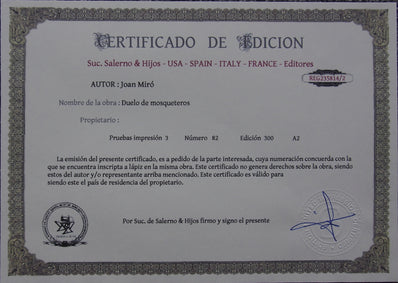 CERTIFICADO DE EDICION
Suc. Salerno & Hijos - USA - SPAIN - ITALY - FRANCE - Editores
REG235814/2
AUTOR : Joan Miró
Nombre de la obra : Duelo de mosqueteros
Propietario :
Pruebas impresión 3 Número 82 Edición 300 A2
La emisión del presente certificado, es a pedido de la parte interesada, cuya numeración concuerda con la
que se encuentra inscripta a lápiz en la misma obra. Este certificado no genera derechos sobre la obra, siendo
estos del autor y/o representante arriba mencionado. Este certificado es válido para
siendo este el país de residencia del propietario.
Por Suc. de Salerno & Hijos firmo y signo el presente